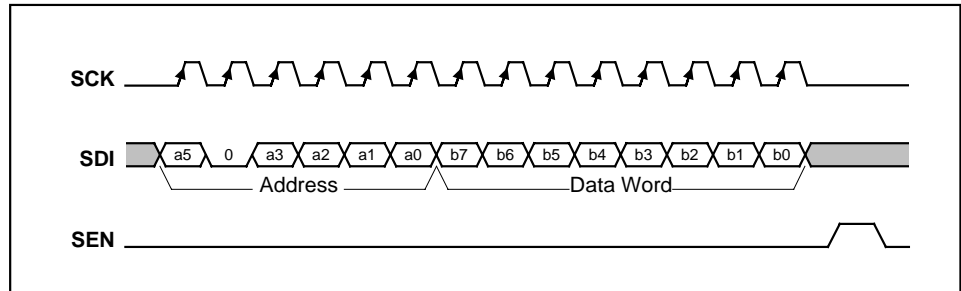 SCK
SDI a5 0 a3 a2 a1 a0 b7 b6 b5 b4 b3 b2 b1 b0
Address Data Word
SEN